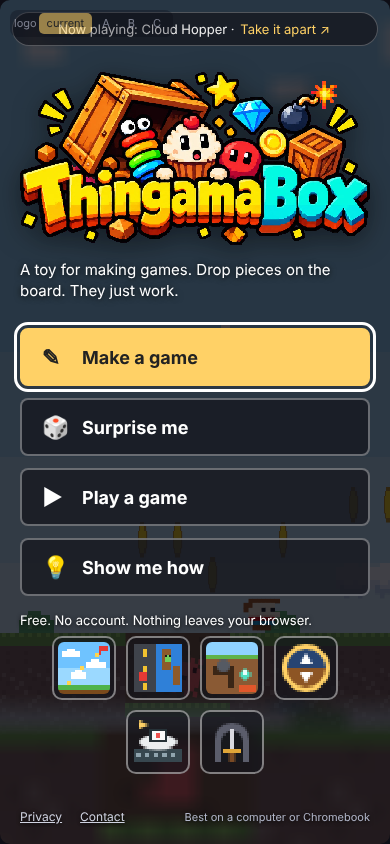 logo current A B C
Now playing: Cloud Hopper · Take it apart ↗
ThingamaBox
A toy for making games. Drop pieces on the
board. They just work.
Make a game
Surprise me
Play a game
Show me how
Free. No account. Nothing leaves your browser.
Privacy Contact Best on a computer or Chromebook